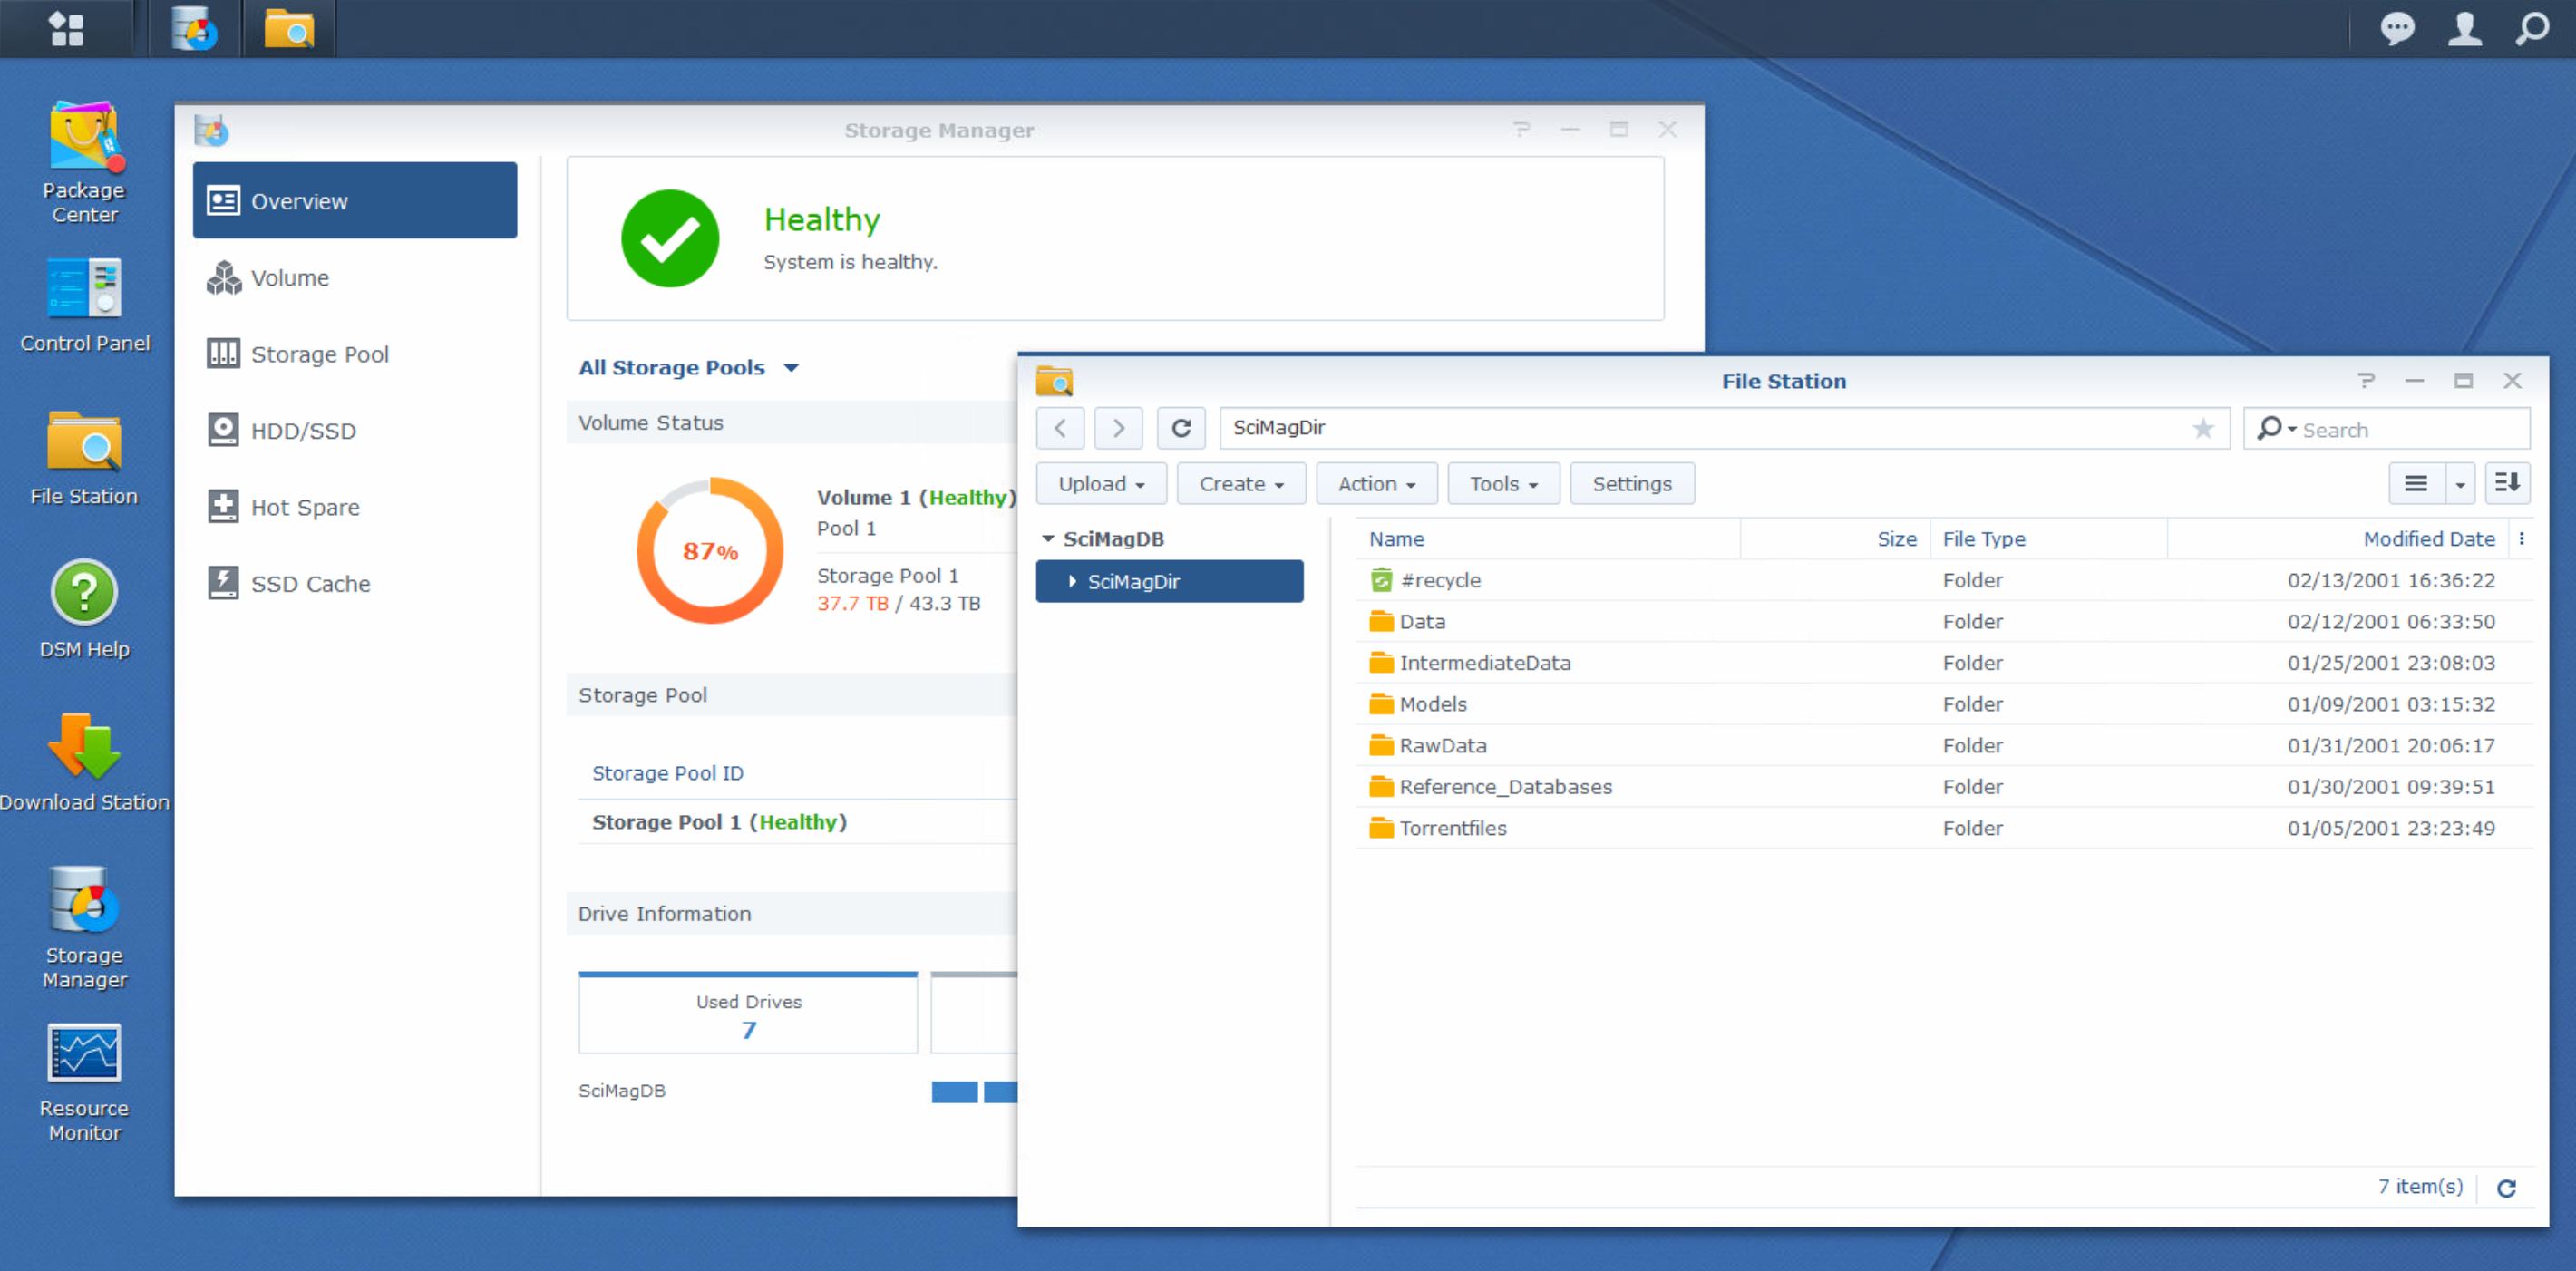 Package
Center
Control Panel
File Station
DSM Help
Download Station
Storage
Manager
Resource
Monitor
Storage Manager
Overview
Volume
Storage Pool
HDD/SSD
Hot Spare
SSD Cache
Healthy
System is healthy.
All Storage Pools
Volume Status
87%
Volume 1 (Healthy)
Pool 1
Storage Pool 1
37.7 TB / 43.3 TB
Storage Pool
Storage Pool ID
Storage Pool 1 (Healthy)
Drive Information
Used Drives
7
SciMagDB
File Station
SciMagDir
Search
Upload Create Action Tools Settings
SciMagDB
SciMagDir
Name Size File Type Modified Date
#recycle Folder 02/13/2001 16:36:22
Data Folder 02/12/2001 06:33:50
IntermediateData Folder 01/25/2001 23:08:03
Models Folder 01/09/2001 03:15:32
RawData Folder 01/31/2001 20:06:17
Reference_Databases Folder 01/30/2001 09:39:51
Torrentfiles Folder 01/05/2001 23:23:49
7 item(s)